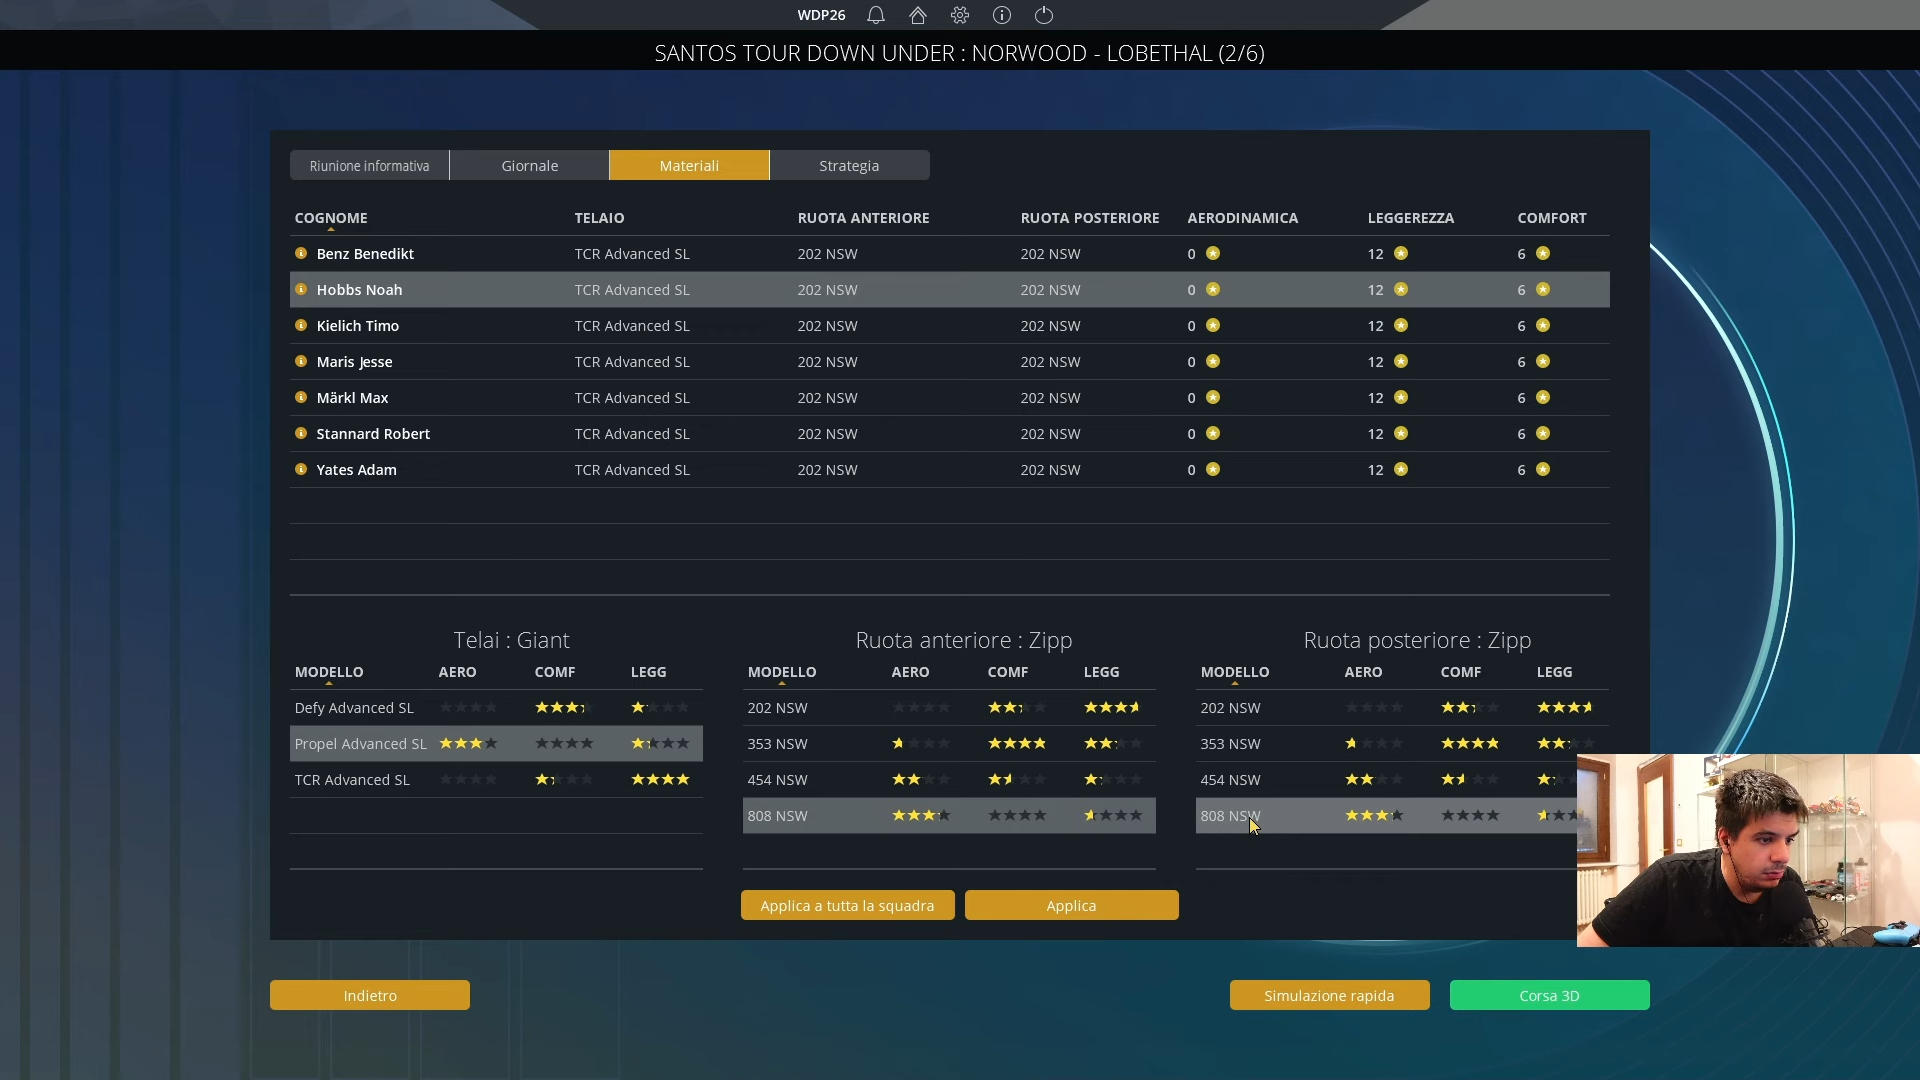 WDP26
SANTOS TOUR DOWN UNDER : NORWOOD - LOBETHAL (2/6)
Riunione informativa Giornale Materiali Strategia
COGNOME TELAIO RUOTA ANTERIORE RUOTA POSTERIORE AERODINAMICA LEGGEREZZA COMFORT
Benz Benedikt TCR Advanced SL 202 NSW 202 NSW 0 12 6
Hobbs Noah TCR Advanced SL 202 NSW 202 NSW 0 12 6
Kielich Timo TCR Advanced SL 202 NSW 202 NSW 0 12 6
Maris Jesse TCR Advanced SL 202 NSW 202 NSW 0 12 6
Märkl Max TCR Advanced SL 202 NSW 202 NSW 0 12 6
Stannard Robert TCR Advanced SL 202 NSW 202 NSW 0 12 6
Yates Adam TCR Advanced SL 202 NSW 202 NSW 0 12 6
Telai : Giant
MODELLO AERO COMF LEGG
Defy Advanced SL
Propel Advanced SL
TCR Advanced SL
Ruota anteriore : Zipp
MODELLO AERO COMF LEGG
202 NSW
353 NSW
454 NSW
808 NSW
Ruota posteriore : Zipp
MODELLO AERO COMF LEGG
202 NSW
353 NSW
454 NSW
808 NSW
Applica a tutta la squadra Applica
Indietro Simulazione rapida Corsa 3D